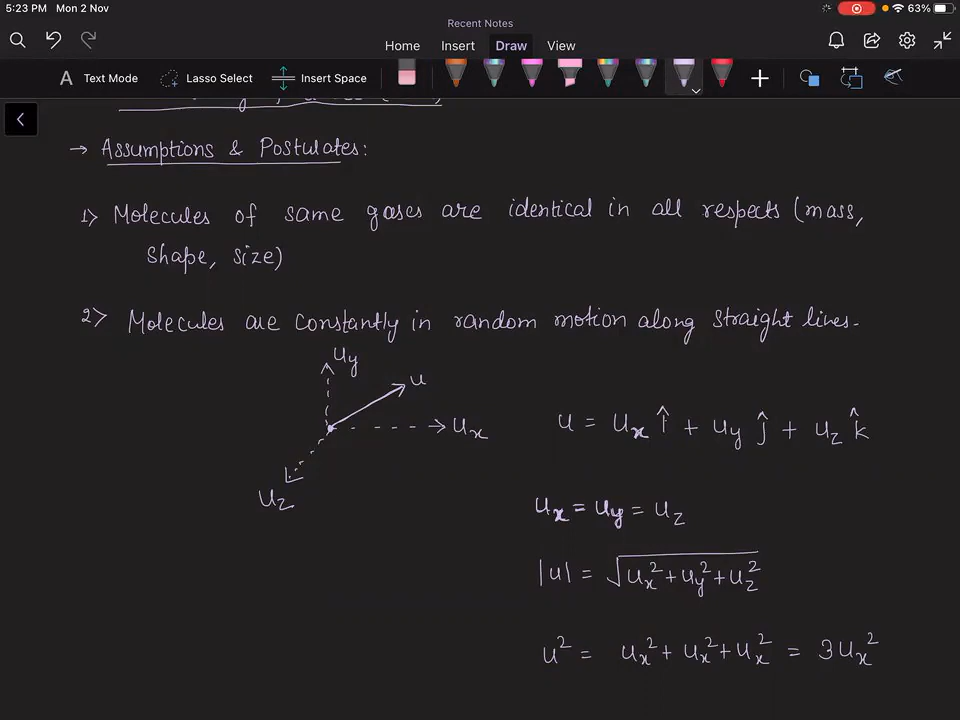 5:23 PM Mon 2 Nov
63%
Recent Notes
Home Insert Draw View
A Text Mode Lasso Select Insert Space
→ Assumptions & Postulates:
1> Molecules of same gases are identical in all respects (mass,
shape, size)
2> Molecules are constantly in random motion along straight lines.
uy
u
ux
u = ux î + uy ĵ + uz k̂
uz
ux = uy = uz
|u| = √(ux² + uy² + uz²)
u² = ux² + ux² + ux² = 3ux²